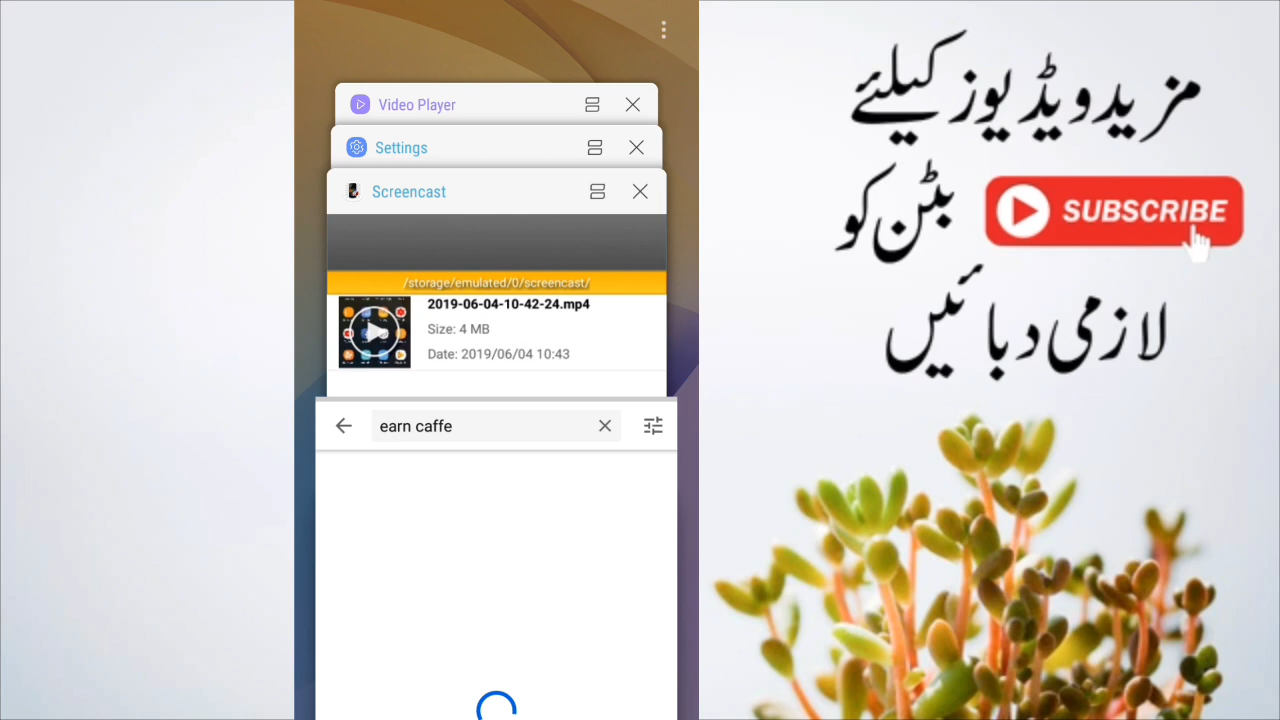 Video Player
Settings
Screencast
/storage/emulated/0/screencast/
2019-06-04-10-42-24.mp4
Size: 4 MB
Date: 2019/06/04 10:43
earn caffe
مزید ویڈیوز کیلئے
SUBSCRIBE بٹن کو
لازمی دبائیں